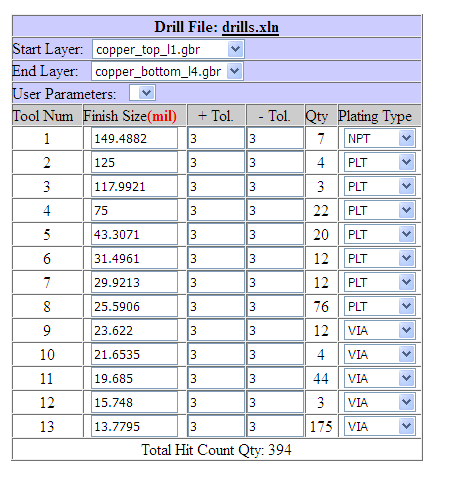 Drill File: drills.xln
Start Layer: copper_top_l1.gbr
End Layer: copper_bottom_l4.gbr
User Parameters:
Tool Num Finish Size(mil) + Tol. - Tol. Qty Plating Type
1 149.4882 3 3 7 NPT
2 125 3 3 4 PLT
3 117.9921 3 3 3 PLT
4 75 3 3 22 PLT
5 43.3071 3 3 20 PLT
6 31.4961 3 3 12 PLT
7 29.9213 3 3 12 PLT
8 25.5906 3 3 76 PLT
9 23.622 3 3 12 VIA
10 21.6535 3 3 4 VIA
11 19.685 3 3 44 VIA
12 15.748 3 3 3 VIA
13 13.7795 3 3 175 VIA
Total Hit Count Qty: 394